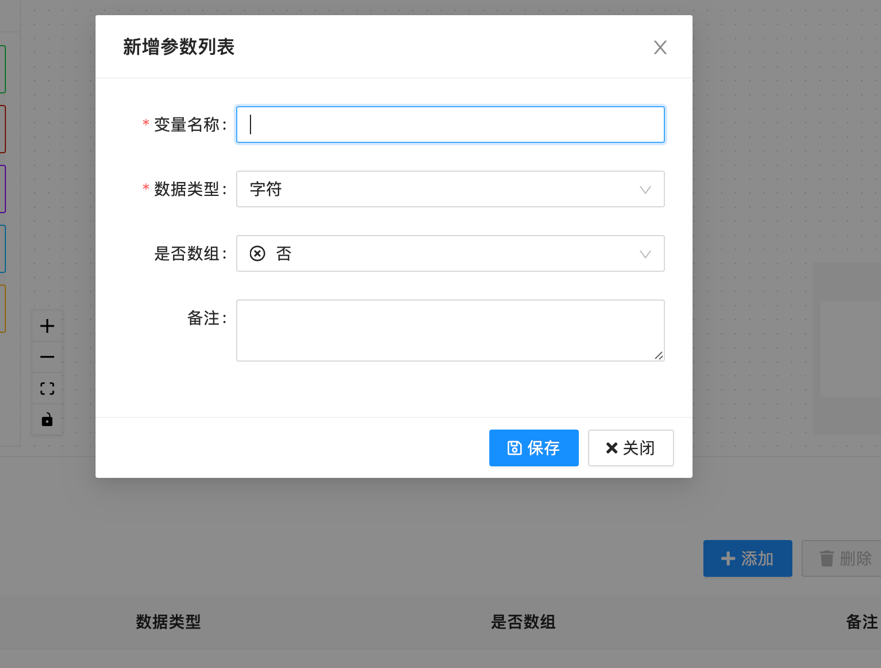 新增参数列表
* 变量名称：
* 数据类型： 字符
是否数组： 否
备注：
保存 关闭
添加 删除
数据类型 是否数组 备注